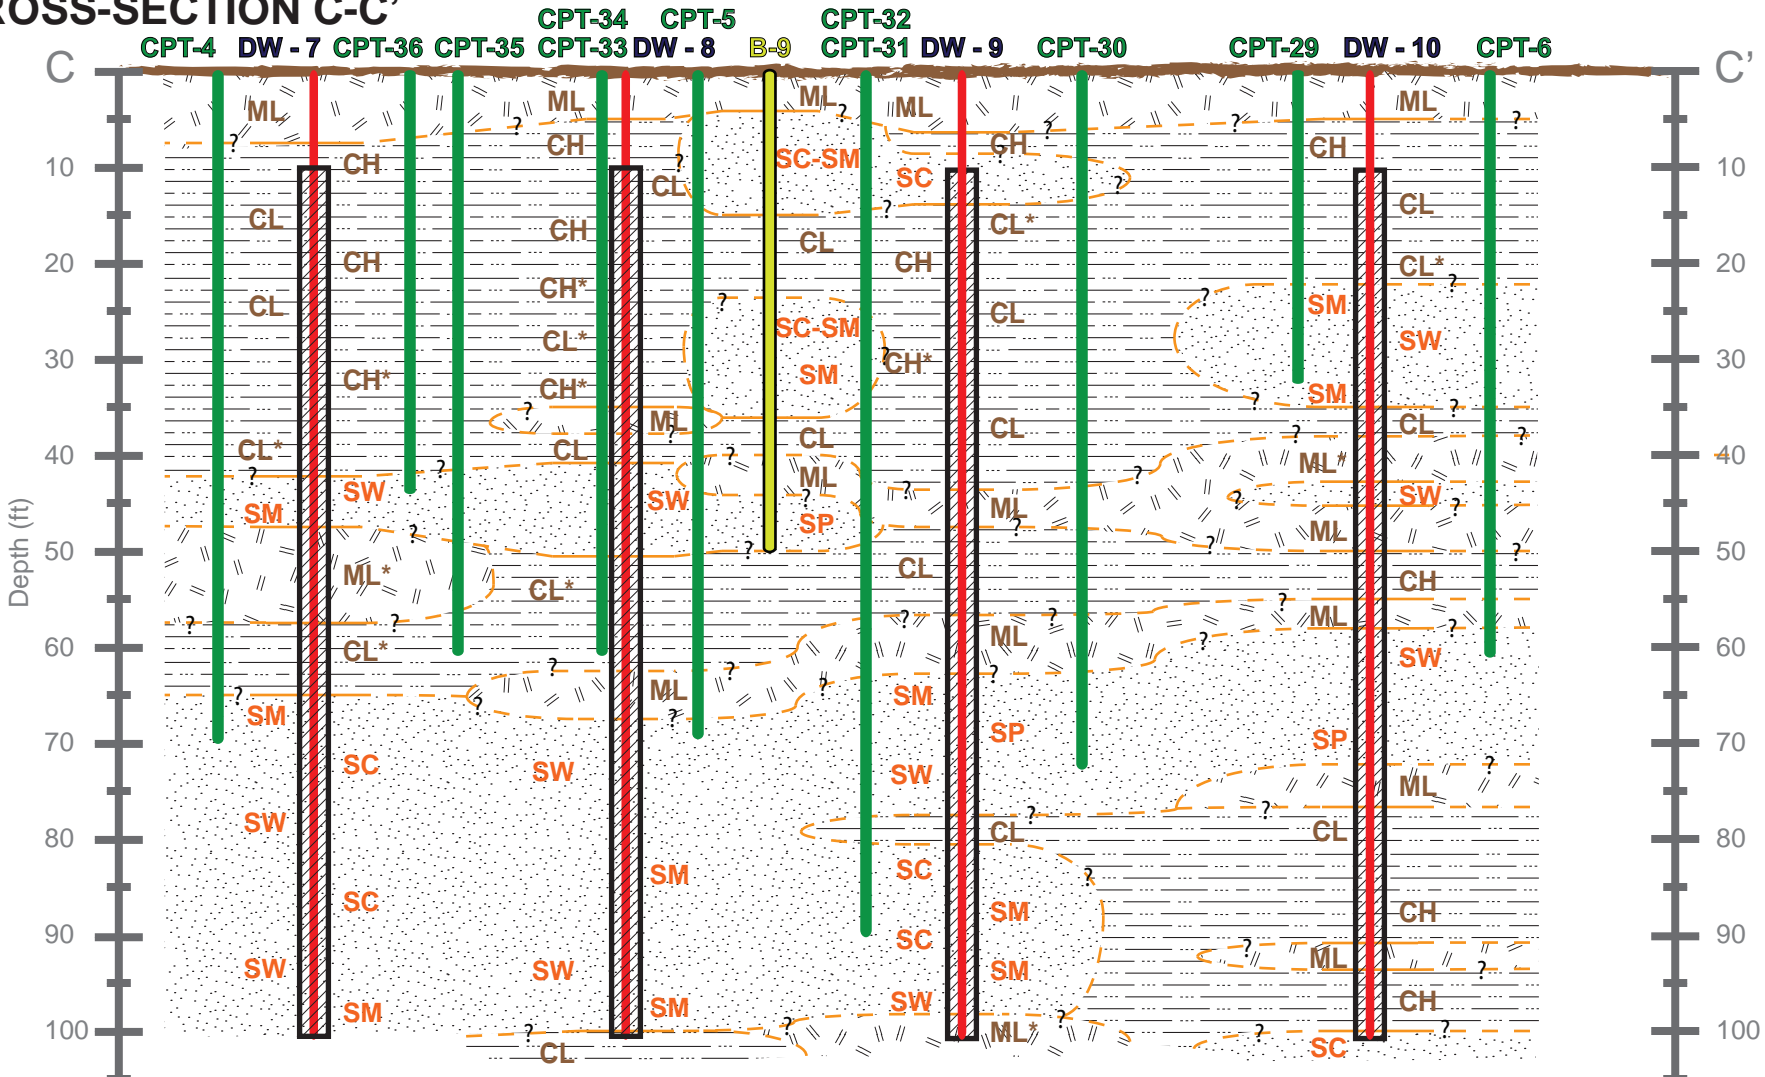 ROSS-SECTION C-C’
CPT-34 CPT-5 CPT-32
CPT-4 DW - 7 CPT-36 CPT-35 CPT-33 DW - 8 B-9 CPT-31 DW - 9 CPT-30 CPT-29 DW - 10 CPT-6
C C’
ML ML ML ML ML
? ? ? ? ? ?
CH CH CH CH
10 CH ? SC-SM ? 10
CL SC ? CL
CL ? CL*
CH CL
20 CH CH CL* 20
CH* ? ? ?
CL SC-SM CL SM
CL* SW
30 ? CH* 30
CH* CH* SM SM
? ML ? ? ?
CL CL CL ? ?
40 CL* CL ? ML* 40
? ? ML ? ?
SW SW ? ML ? SW ?
SM ? SP ? ML
50 ? ? ? 50
Depth (ft)
ML* CL* CL CH
? ? ? ? ? ML
60 CL* ML ? ? 60
? ? ? SW
? ? ML ? SM
SM ?
70 SP SP 70
SC SW SW ?
ML
? ?
80 SW CL CL 80
SM SC ?
SC SM CH
90 SC ? 90
SW SW SM ML ?
SM SM SW CH
100 ? ? ML* ? ? ? 100
CL SC